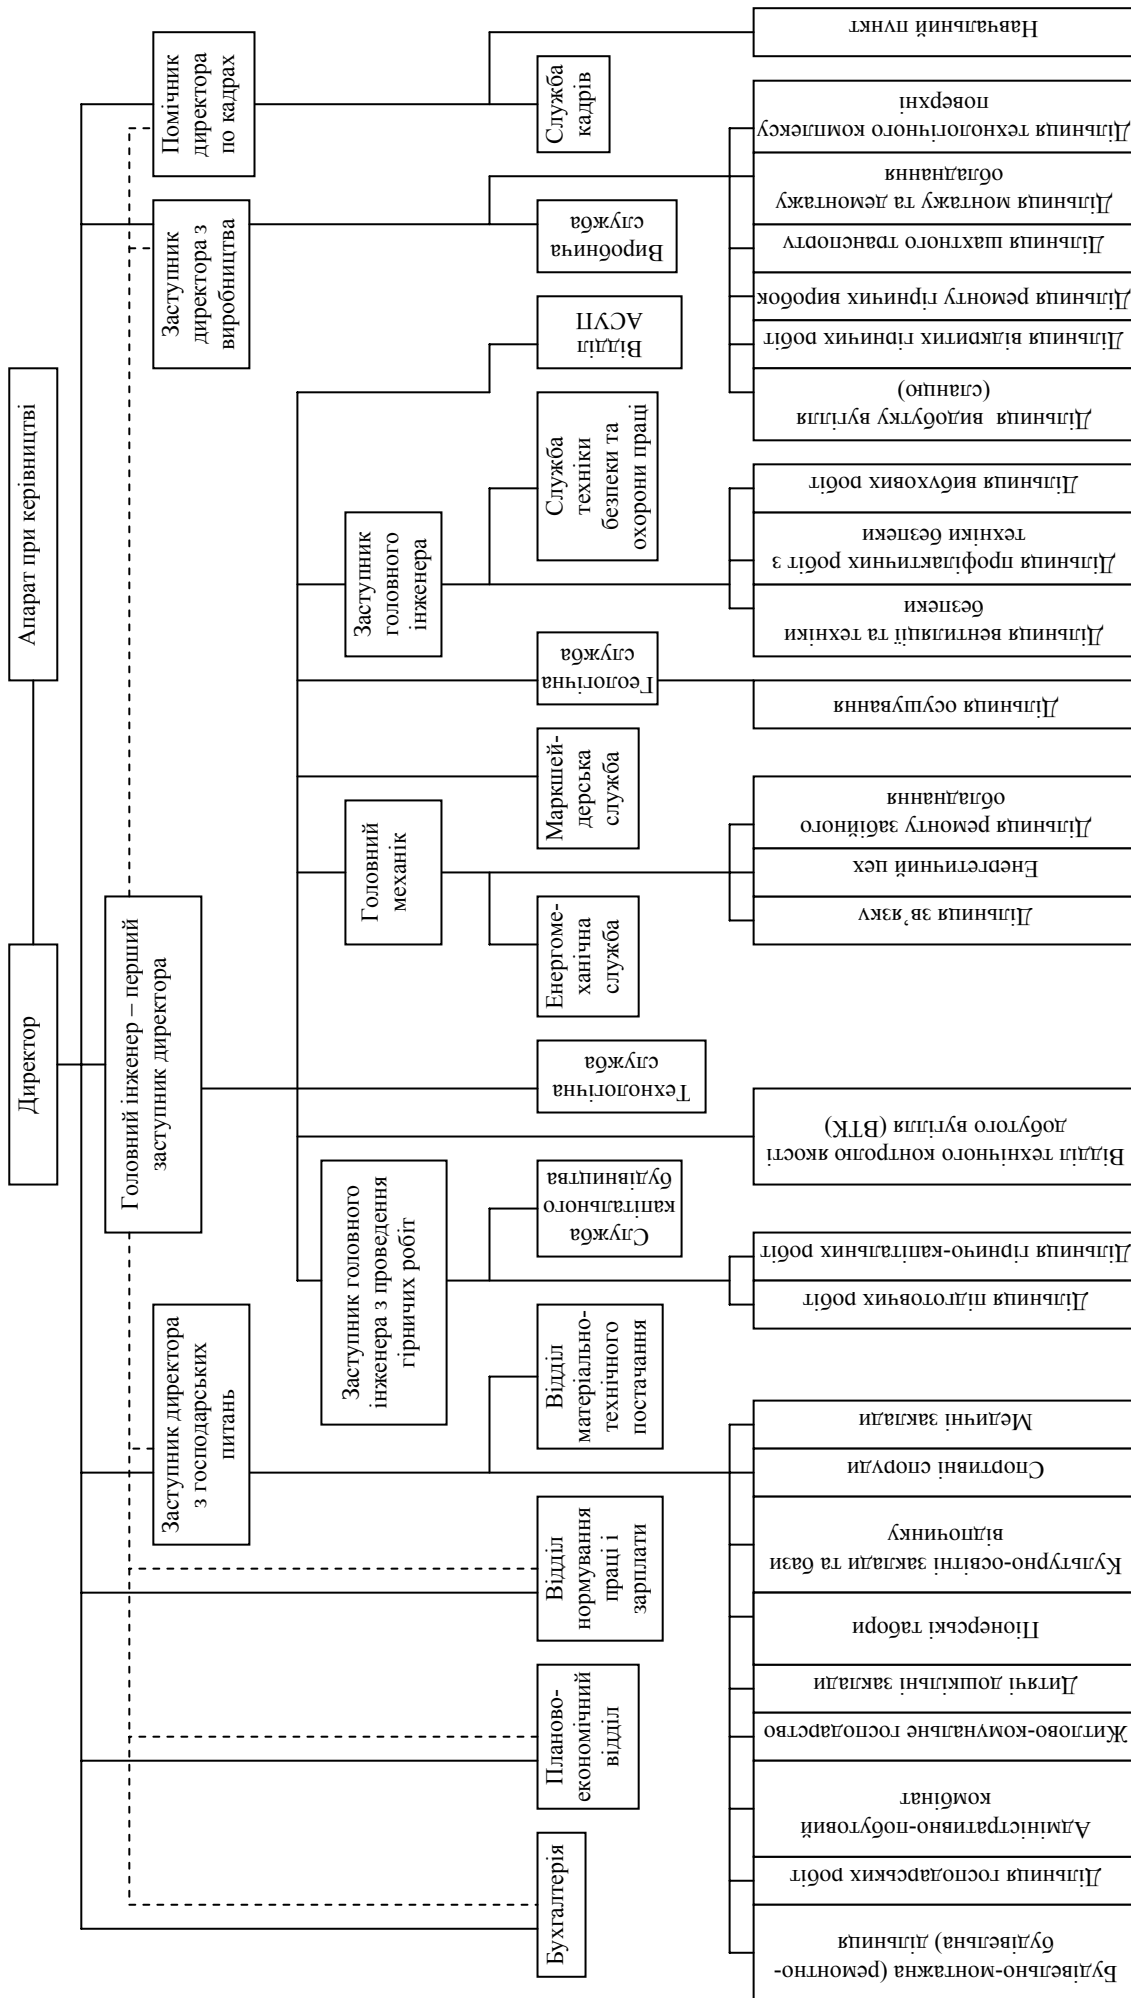 Директор
Апарат при керівництві
Головний інженер – перший
заступник директора
Заступник директора
з господарських
питань
Заступник
директора з
виробництва
Помічник
директора
по кадрах
Заступник головного
інженера з проведення
гірничих робіт
Головний
механік
Заступник
головного
інженера
Бухгалтерія
Планово-
економічний
відділ
Відділ
нормування
праці і
зарплати
Відділ
матеріально-
технічного
постачання
Служба
капітального
будівництва
Технологічна
служба
Енергоме-
ханічна
служба
Маркшей-
дерська
служба
Геологічна
служба
Служба
техніки
безпеки та
охорони праці
Відділ
АСУП
Виробнича
служба
Служба
кадрів
Будівельно-монтажна (ремонтно-
будівельна) дільниця
Дільниця господарських робіт
Адміністративно-побутовий
комбінат
Житлово-комунальне господарство
Дитячі дошкільні заклади
Піонерські табори
Культурно-освітні заклади та бази
відпочинку
Спортивні споруди
Медичні заклади
Дільниця підготовчих робіт
Дільниця гірничо-капітальних робіт
Відділ технічного контролю якості
добутого вугілля (ВТК)
Дільниця зв’язку
Енергетичний цех
Дільниця ремонту забійного
обладнання
Дільниця осушування
Дільниця вентиляції та техніки
безпеки
Дільниця профілактичних робіт з
техніки безпеки
Дільниця вибухових робіт
Дільниця видобутку вугілля
(сланцю)
Дільниця відкритих гірничих робіт
Дільниця ремонту гірничих виробок
Дільниця шахтного транспорту
Дільниця монтажу та демонтажу
обладнання
Дільниця технологічного комплексу
поверхні
Навчальний пункт